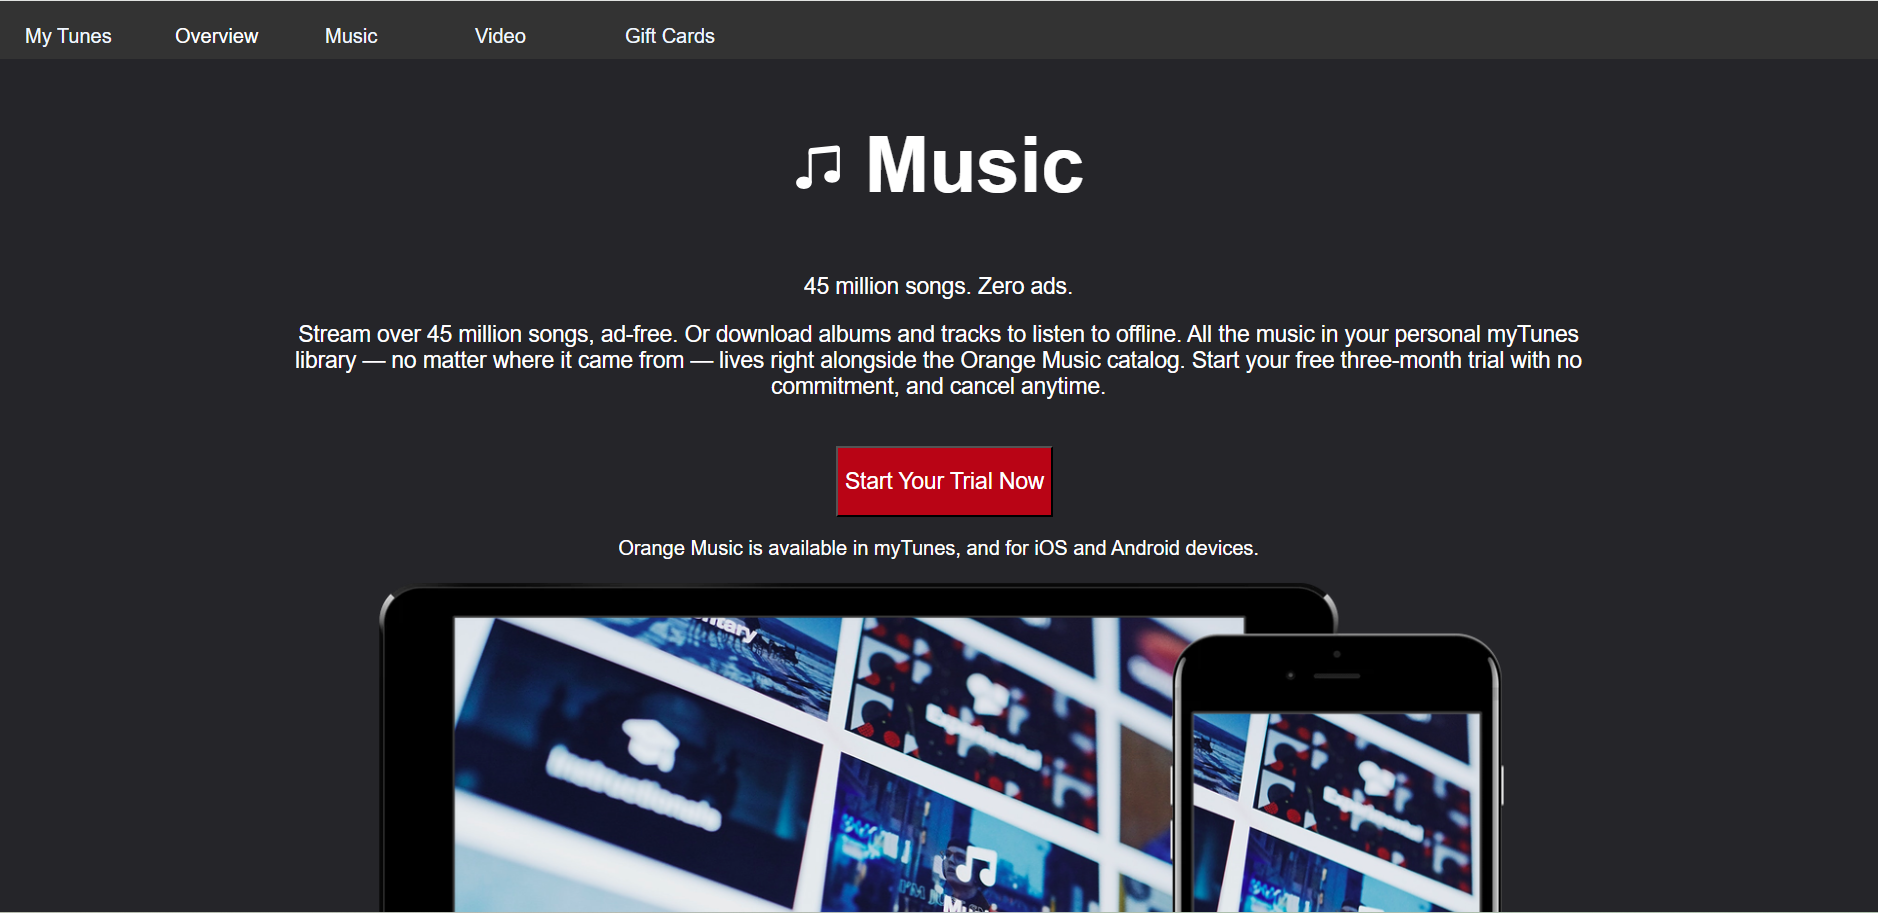 My Tunes Overview Music Video Gift Cards
♫ Music
45 million songs. Zero ads.
Stream over 45 million songs, ad-free. Or download albums and tracks to listen to offline. All the music in your personal myTunes
library — no matter where it came from — lives right alongside the Orange Music catalog. Start your free three-month trial with no
commitment, and cancel anytime.
Start Your Trial Now
Orange Music is available in myTunes, and for iOS and Android devices.
Instructionals